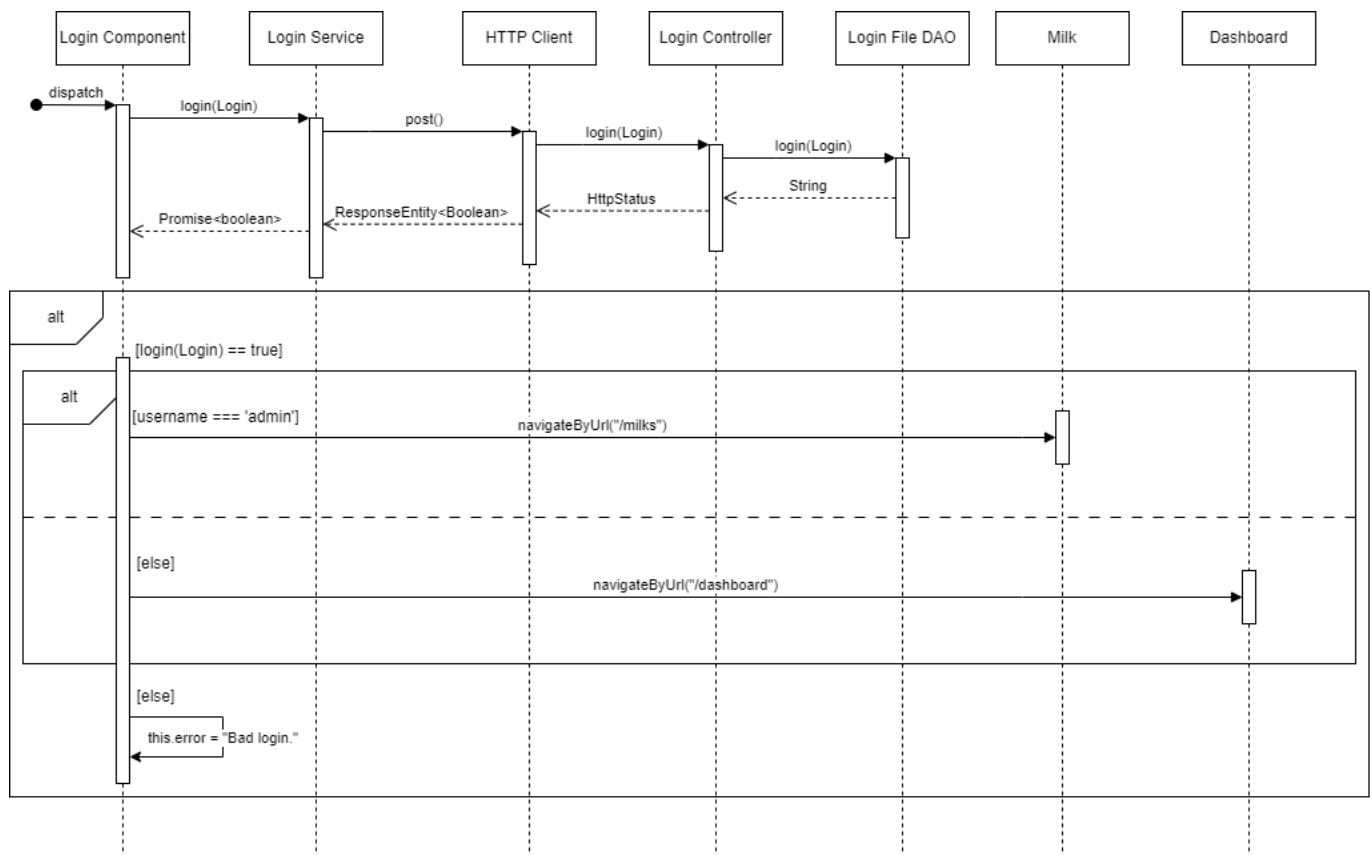 Login Component
Login Service
HTTP Client
Login Controller
Login File DAO
Milk
Dashboard
dispatch
login(Login)
post()
login(Login)
login(Login)
String
HttpStatus
ResponseEntity<Boolean>
Promise<boolean>
alt
[login(Login) == true]
alt
[username === 'admin']
navigateByUrl("/milks")
[else]
navigateByUrl("/dashboard")
[else]
this.error = "Bad login."